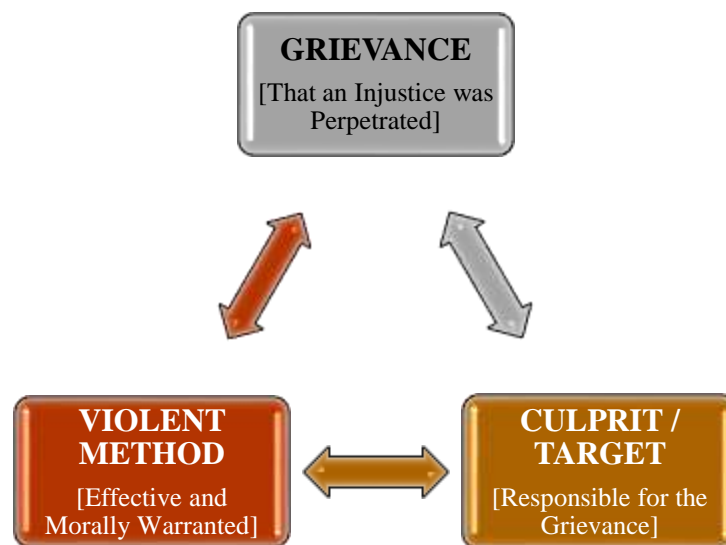 GRIEVANCE
[That an Injustice was
Perpetrated]
VIOLENT
METHOD
[Effective and
Morally Warranted]
CULPRIT /
TARGET
[Responsible for the
Grievance]